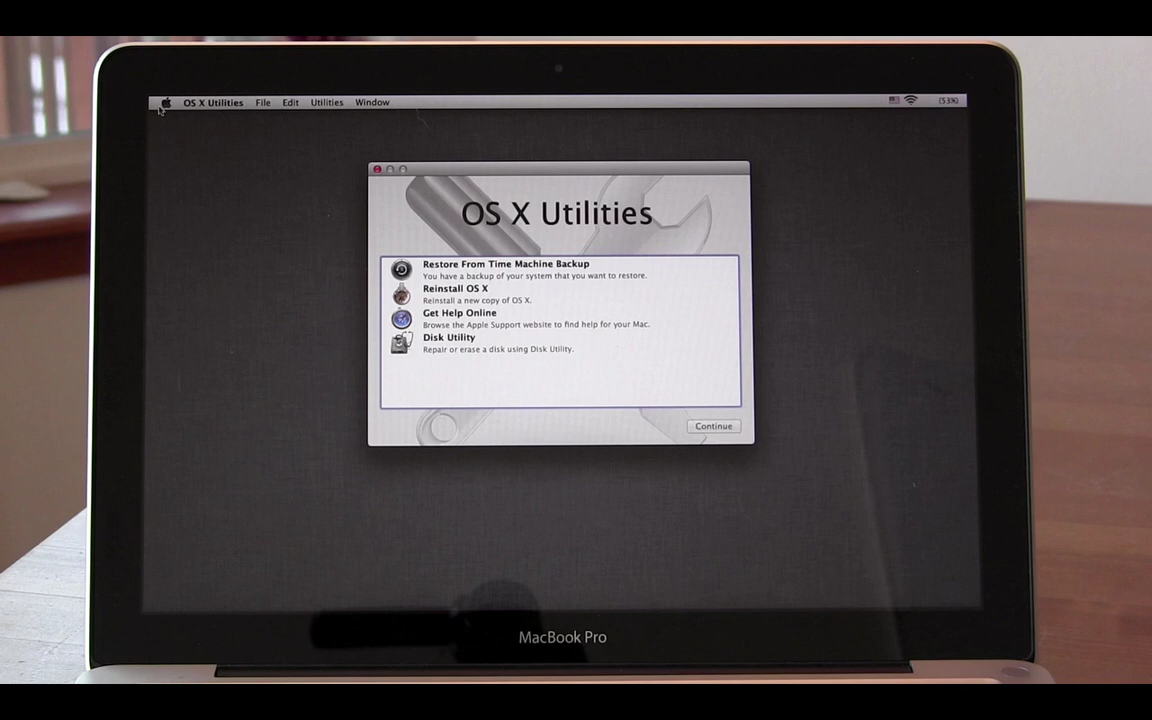 OS X Utilities File Edit Utilities Window (53%)
OS X Utilities
Restore From Time Machine Backup
You have a backup of your system that you want to restore.
Reinstall OS X
Reinstall a new copy of OS X.
Get Help Online
Browse the Apple Support website to find help for your Mac.
Disk Utility
Repair or erase a disk using Disk Utility.
Continue
MacBook Pro